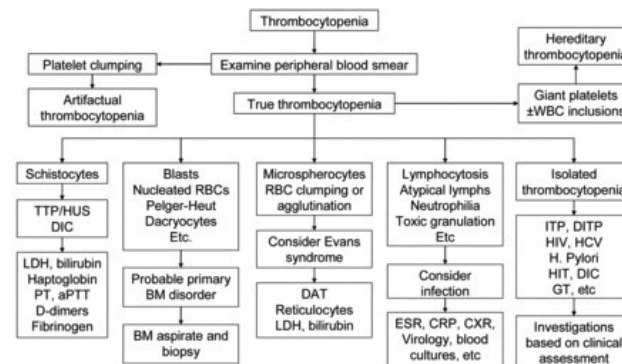 Thrombocytopenia
Hereditary
thrombocytopenia
Platelet clumping
Examine peripheral blood smear
Artifactual
thrombocytopenia
True thrombocytopenia
Giant platelets
±WBC inclusions
Schistocytes
TTP/HUS
DIC
LDH, bilirubin
Haptoglobin
PT, aPTT
D-dimers
Fibrinogen
Blasts
Nucleated RBCs
Pelger-Heut
Dacryocytes
Etc.
Probable primary
BM disorder
BM aspirate and
biopsy
Microspherocytes
RBC clumping or
agglutination
Consider Evans
syndrome
DAT
Reticulocytes
LDH, bilirubin
Lymphocytosis
Atypical lymphs
Neutrophilia
Toxic granulation
Etc
Consider
infection
ESR, CRP, CXR,
Virology, blood
cultures, etc
Isolated
thrombocytopenia
ITP, DITP
HIV, HCV
H. Pylori
HIT, DIC
GT, etc
Investigations
based on clinical
assessment